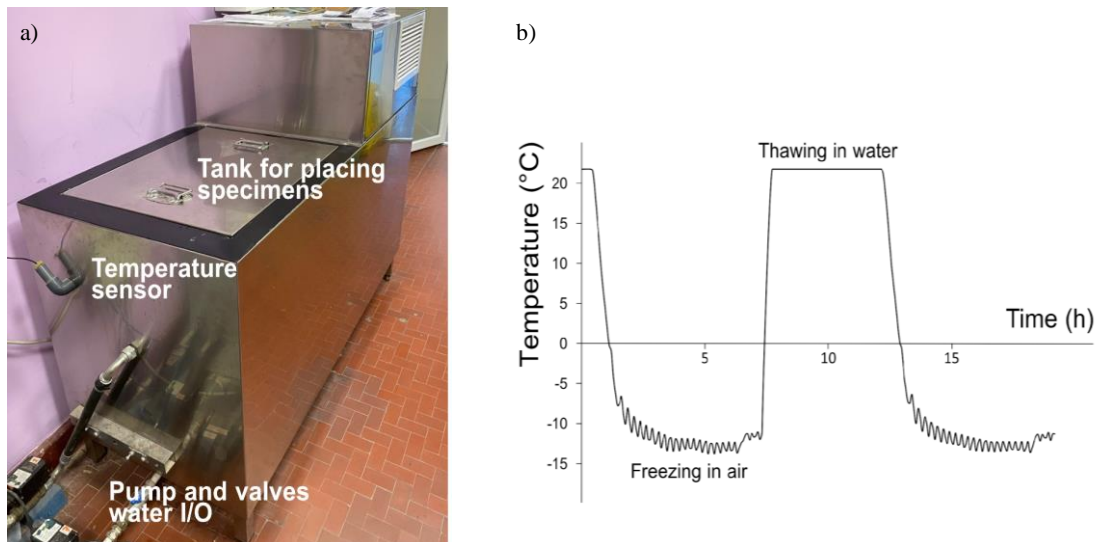 a)
Tank for placing
specimens
Temperature
sensor
Pump and valves
water I/O
b)
Thawing in water
Temperature (°C)
20
15
10
5
0
-5
-10
-15
5
10
15
Time (h)
Freezing in air